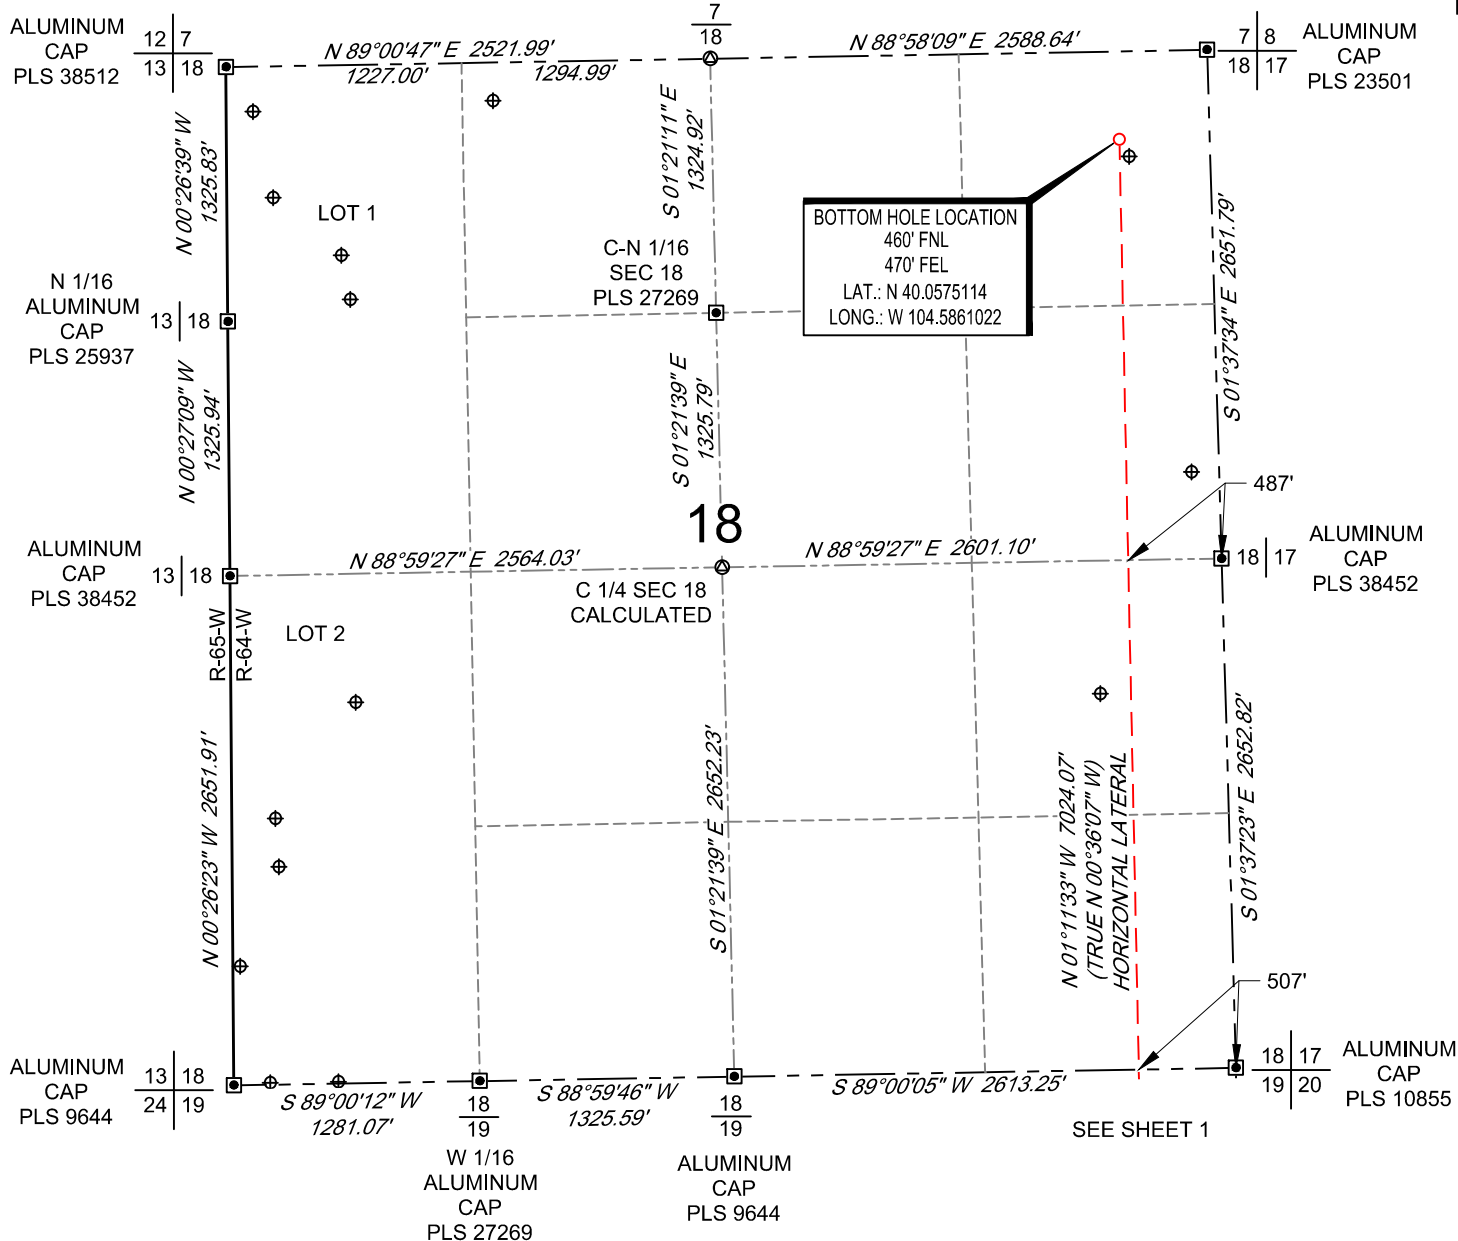 ALUMINUM
CAP
PLS 38512
12 7
13 18
N 89°00'47" E 2521.99'
1227.00'
1294.99'
7
18
N 88°58'09" E 2588.64'
7 8
18 17
ALUMINUM
CAP
PLS 23501
N 00°26'39" W
1325.83'
LOT 1
S 01°21'11" E
1324.92'
C-N 1/16
SEC 18
PLS 27269
BOTTOM HOLE LOCATION
460' FNL
470' FEL
LAT.: N 40.0575114
LONG.: W 104.5861022
S 01°37'34" E 2651.79'
N 1/16
ALUMINUM
CAP
PLS 25937
13 18
N 00°27'09" W
1325.94'
S 01°21'39" E
1325.79'
18
487'
ALUMINUM
CAP
PLS 38452
13 18
N 88°59'27" E 2564.03'
N 88°59'27" E 2601.10'
C 1/4 SEC 18
CALCULATED
18 17
ALUMINUM
CAP
PLS 38452
R-65-W
R-64-W
LOT 2
N 00°26'23" W 2651.91'
S 01°21'39" E 2652.23'
N 01°11'33" W 7024.07'
(TRUE N 00°36'07" W)
HORIZONTAL LATERAL
S 01°37'23" E 2652.82'
507'
ALUMINUM
CAP
PLS 9644
13 18
24 19
S 89°00'12" W
1281.07'
18
19
W 1/16
ALUMINUM
CAP
PLS 27269
S 88°59'46" W
1325.59'
18
19
ALUMINUM
CAP
PLS 9644
S 89°00'05" W 2613.25'
SEE SHEET 1
18 17
19 20
ALUMINUM
CAP
PLS 10855